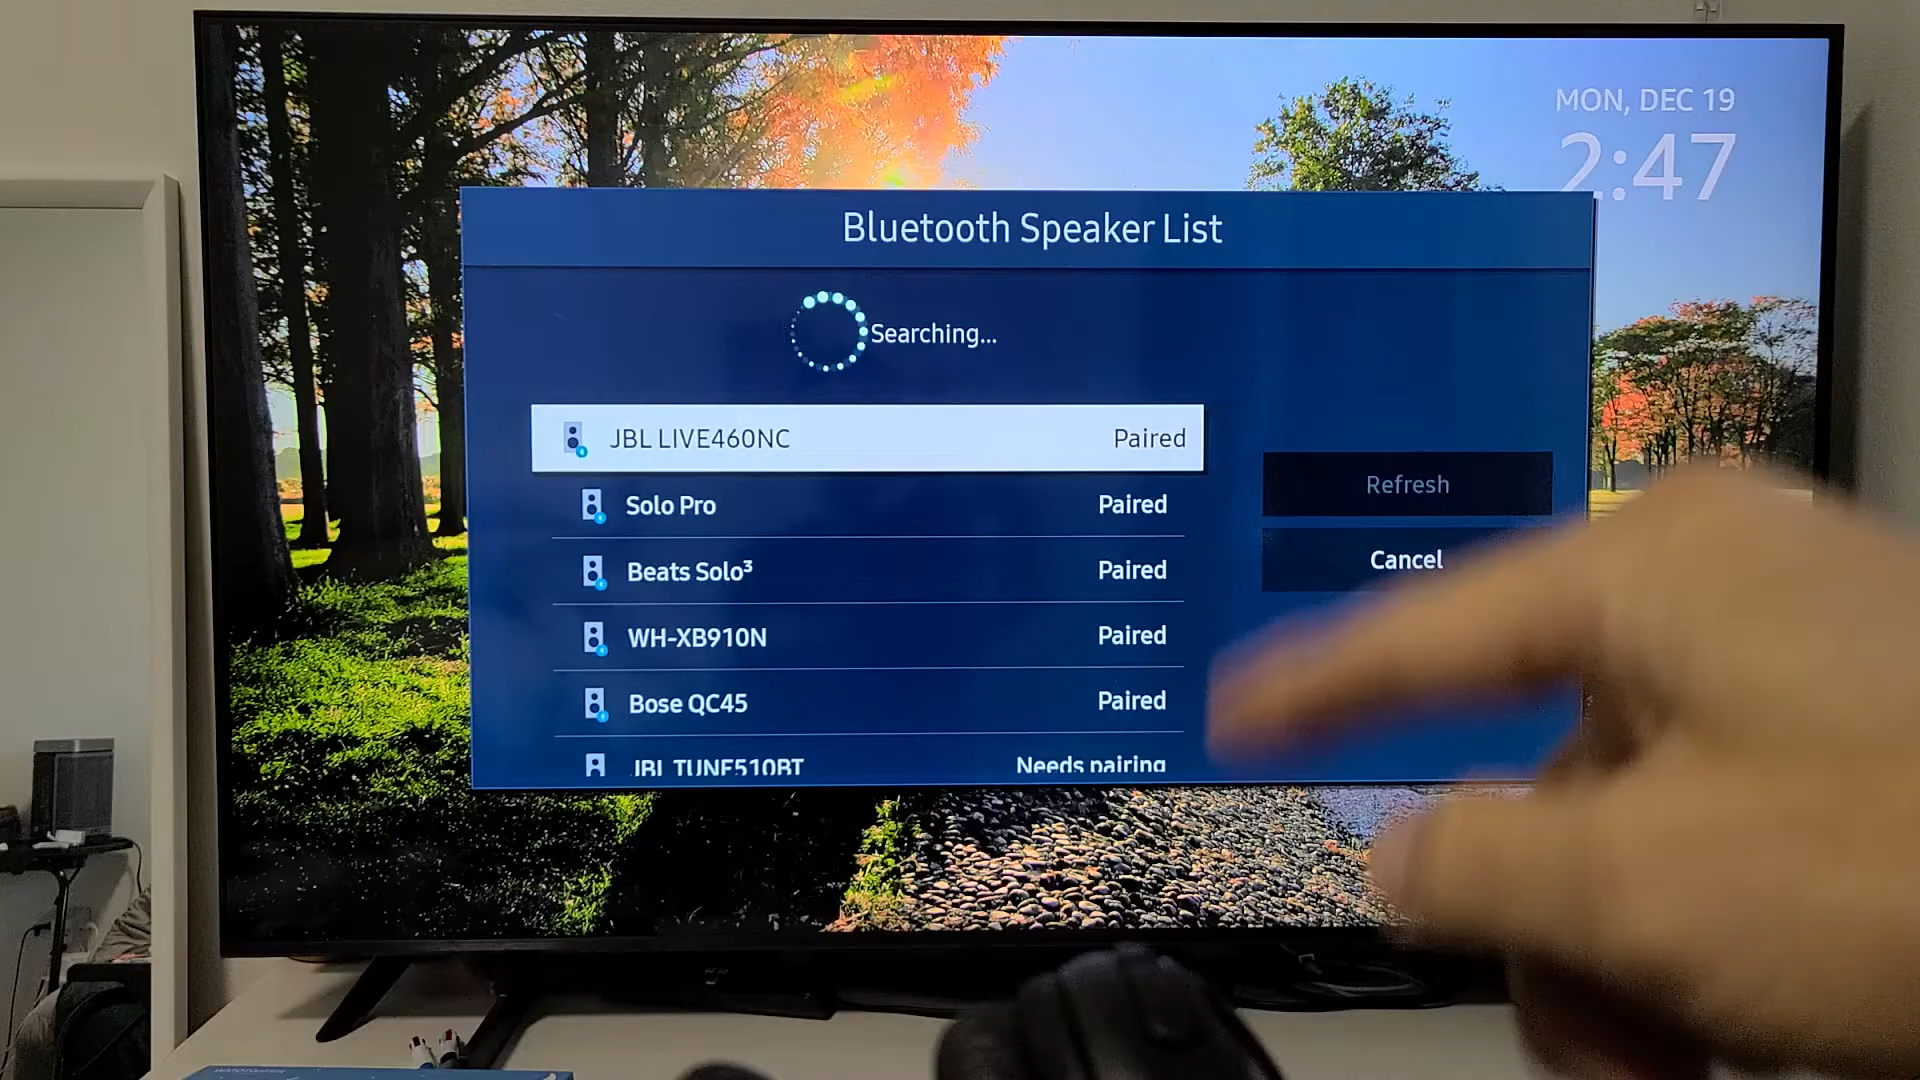 MON, DEC 19
2:47
Bluetooth Speaker List
Searching...
JBL LIVE460NC Paired
Solo Pro Paired
Refresh
Beats Solo³ Paired
Cancel
WH-XB910N Paired
Bose QC45 Paired
JBL TUNE510BT Needs pairing